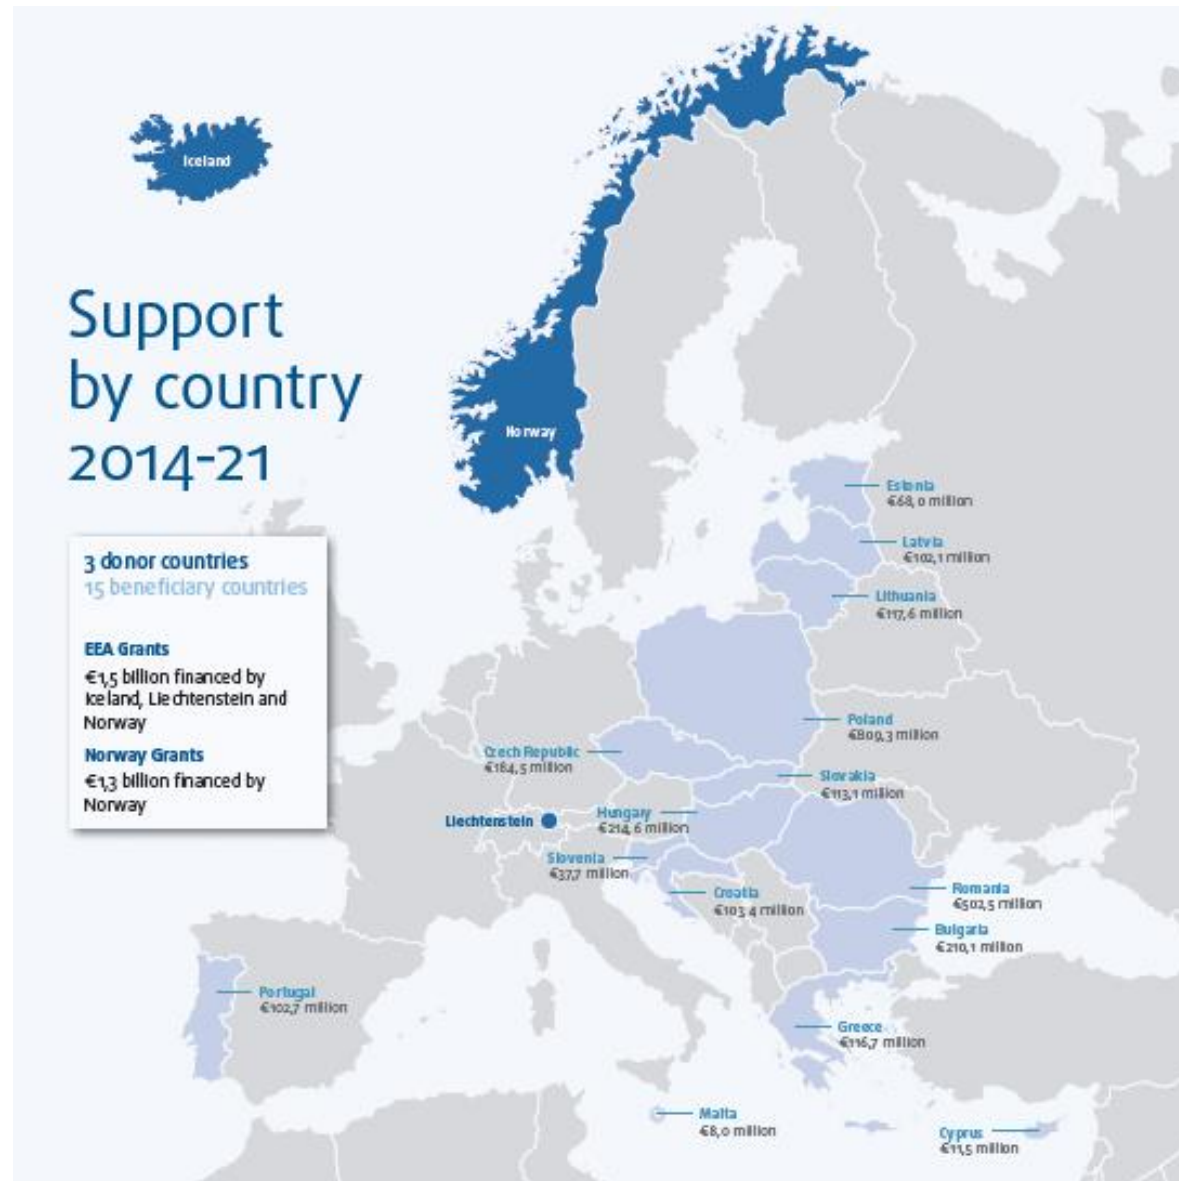 Iceland
Norway
Support
by country
2014-21
3 donor countries
15 beneficiary countries
EEA Grants
€1,5 billion financed by
Iceland, Liechtenstein and
Norway
Norway Grants
€1,3 billion financed by
Norway
Estonia
€68,0 million
Latvia
€102,1 million
Lithuania
€117,6 million
Poland
€809,3 million
Czech Republic
€184,5 million
Slovakia
€113,1 million
Liechtenstein
Hungary
€214,6 million
Slovenia
€37,7 million
Croatia
€103,4 million
Romania
€502,5 million
Bulgaria
€210,1 million
Portugal
€102,7 million
Greece
€116,7 million
Malta
€8,0 million
Cyprus
€11,5 million